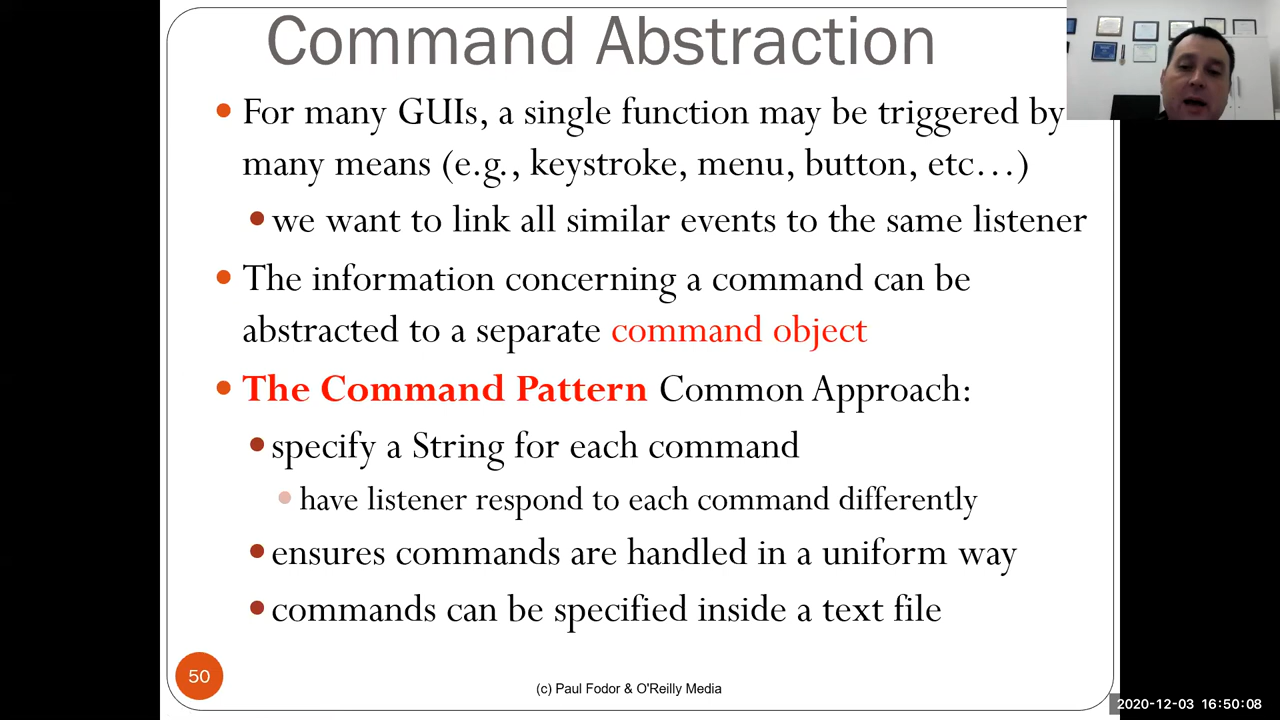 Command Abstraction
For many GUIs, a single function may be triggered by
many means (e.g., keystroke, menu, button, etc…)
we want to link all similar events to the same listener
The information concerning a command can be
abstracted to a separate command object
The Command Pattern Common Approach:
specify a String for each command
have listener respond to each command differently
ensures commands are handled in a uniform way
commands can be specified inside a text file
50
(c) Paul Fodor & O'Reilly Media
2020-12-03 16:50:08